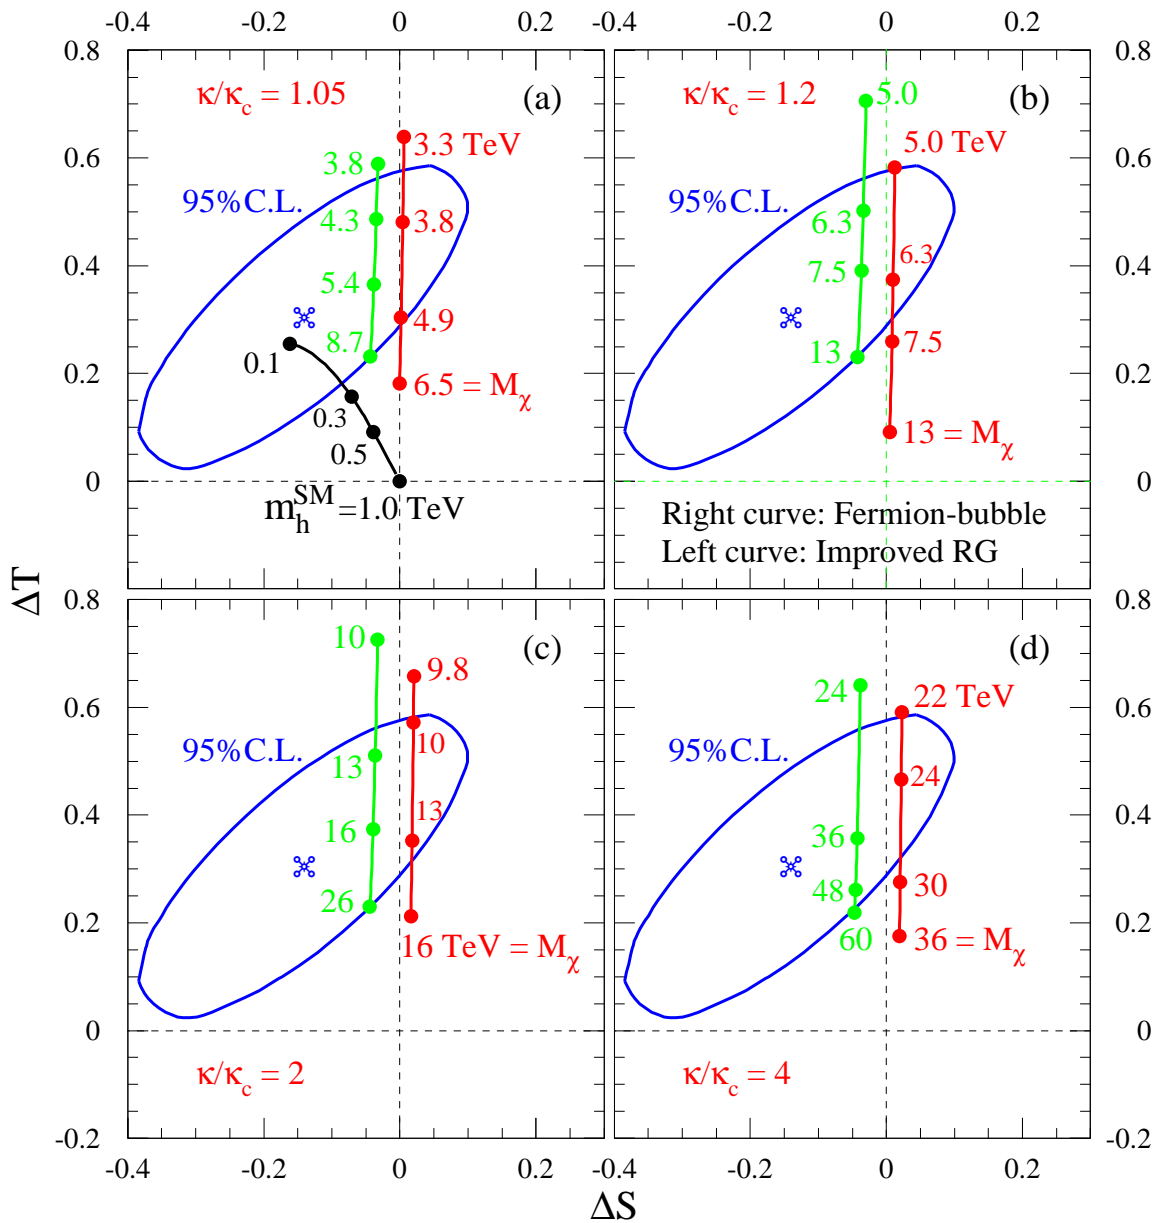 -0.4 -0.2 0 0.2 -0.4 -0.2 0 0.2
0.8 0.8
κ/κc = 1.05 (a)
3.3 TeV
3.8
95%C.L.
4.3 3.8
5.4
4.9
8.7
6.5 = Mχ
0.1
0.3
0.5
m_h^SM=1.0 TeV
0.6
0.4
0.2
0
κ/κc = 1.2 (b)
5.0
5.0 TeV
95%C.L.
6.3
6.3
7.5
7.5
13
13 = Mχ
Right curve: Fermion-bubble
Left curve: Improved RG
0.6
0.4
0.2
0
ΔT
0.8 0.8
(c)
10
9.8
95%C.L.
10
13
13
16
26
16 TeV = Mχ
κ/κc = 2
0.6
0.4
0.2
0
-0.2
(d)
24 22 TeV
95%C.L.
24
36
48 30
60 36 = Mχ
κ/κc = 4
0.6
0.4
0.2
0
-0.2
-0.4 -0.2 0 0.2 -0.4 -0.2 0 0.2
ΔS